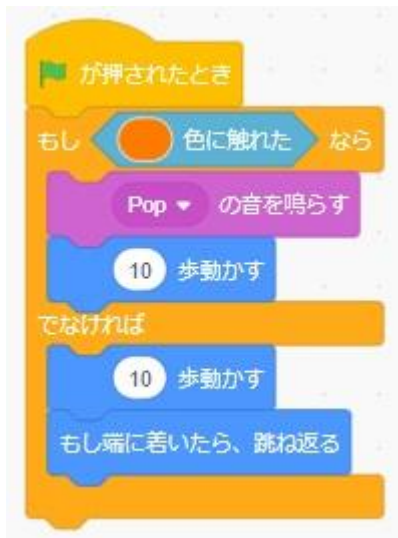 が押されたとき
もし 色に触れた なら
Pop の音を鳴らす
10 歩動かす
でなければ
10 歩動かす
もし端に着いたら、跳ね返る